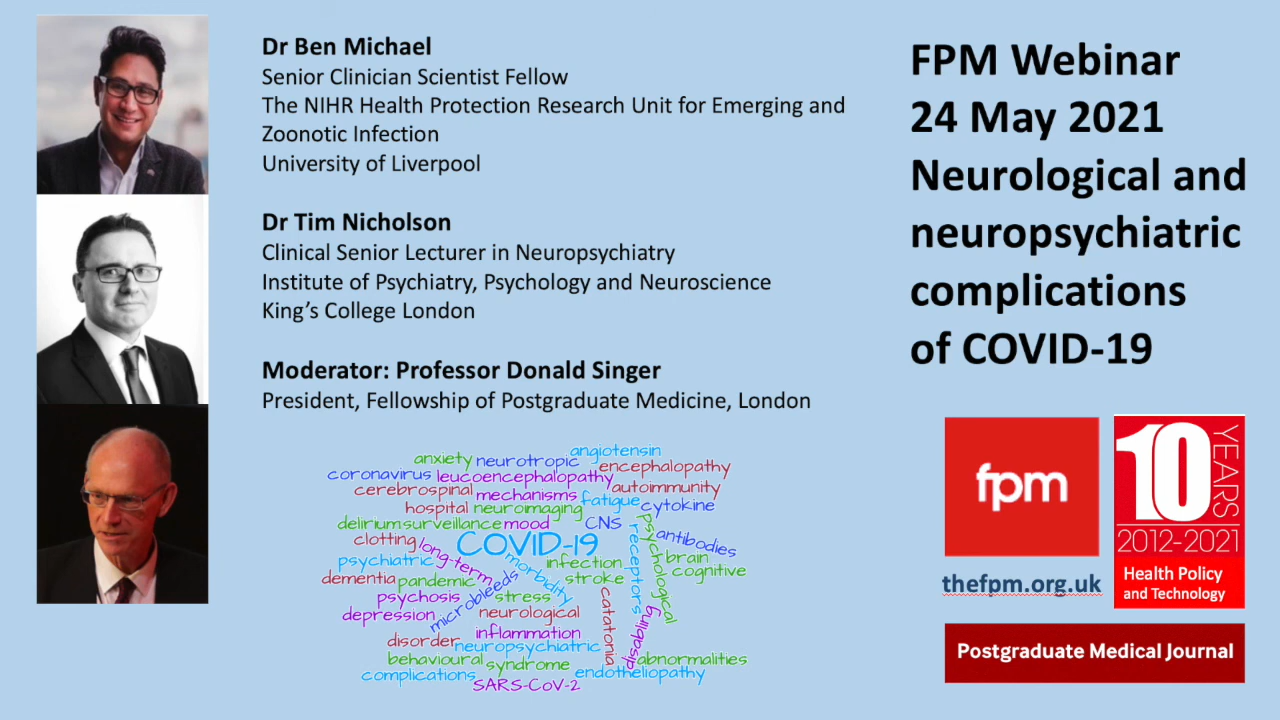 Dr Ben Michael
Senior Clinician Scientist Fellow
The NIHR Health Protection Research Unit for Emerging and
Zoonotic Infection
University of Liverpool
Dr Tim Nicholson
Clinical Senior Lecturer in Neuropsychiatry
Institute of Psychiatry, Psychology and Neuroscience
King's College London
Moderator: Professor Donald Singer
President, Fellowship of Postgraduate Medicine, London
FPM Webinar
24 May 2021
Neurological and
neuropsychiatric
complications
of COVID-19
angiotensin
anxiety neurotropic
encephalopathy
coronavirus leucoencephalopathy
cerebrospinal mechanisms
autoimmunity
fatigue
hospital neuroimaging
cytokine
delirium surveillance mood
CNS
psychological
clotting
COVID-19
receptors
antibodies
long-term
psychiatric
morbidity
infection
brain
dementia pandemic
stroke
cognitive
psychosis
microbleeds
stress
depression
neurological
catatonia
disabling
disorder
inflammation
neuropsychiatric
behavioural syndrome
abnormalities
complications
endotheliopathy
SARS-CoV-2
fpm
thefpm.org.uk
10
YEARS
2012-2021
Health Policy
and Technology
Postgraduate Medical Journal